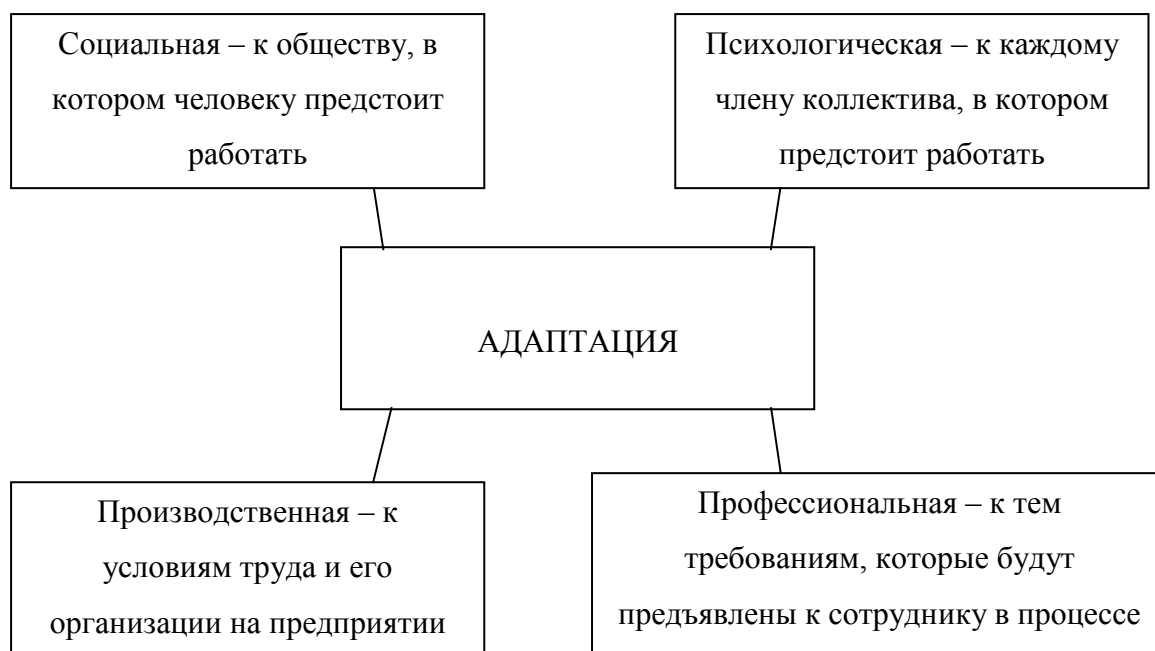 Социальная – к обществу, в
котором человеку предстоит
работать
Психологическая – к каждому
члену коллектива, в котором
предстоит работать
АДАПТАЦИЯ
Производственная – к
условиям труда и его
организации на предприятии
Профессиональная – к тем
требованиям, которые будут
предъявлены к сотруднику в процессе